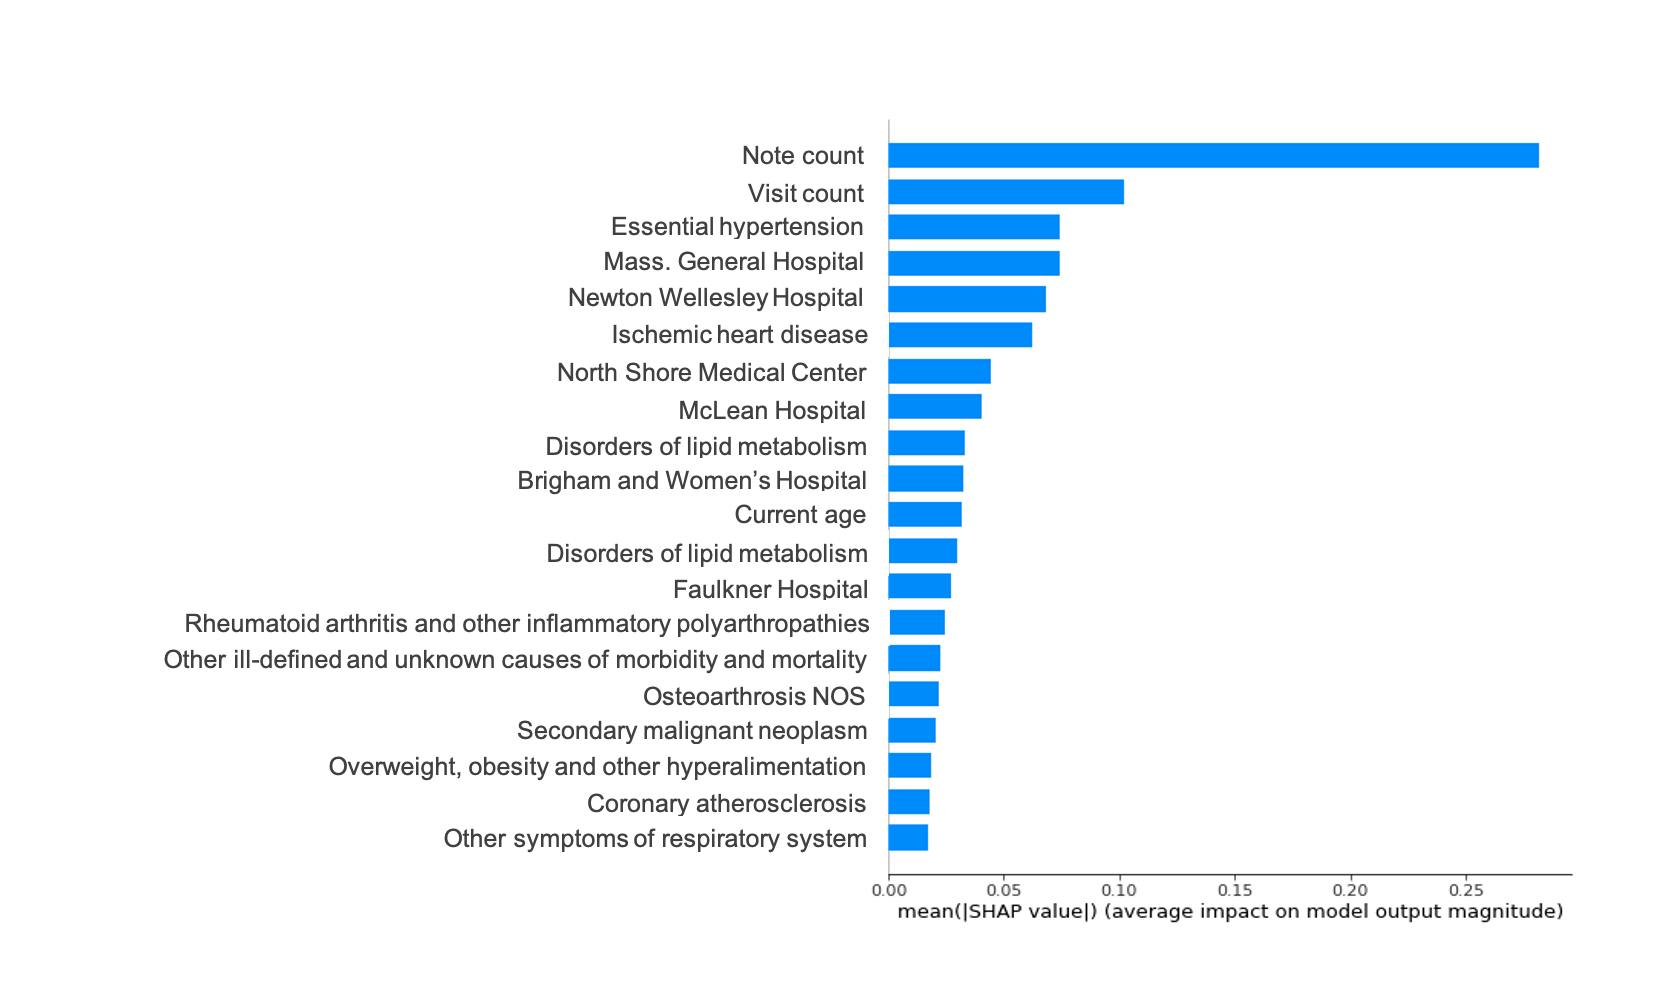 Note count
Visit count
Essential hypertension
Mass. General Hospital
Newton Wellesley Hospital
Ischemic heart disease
North Shore Medical Center
McLean Hospital
Disorders of lipid metabolism
Brigham and Women’s Hospital
Current age
Disorders of lipid metabolism
Faulkner Hospital
Rheumatoid arthritis and other inflammatory polyarthropathies
Other ill-defined and unknown causes of morbidity and mortality
Osteoarthrosis NOS
Secondary malignant neoplasm
Overweight, obesity and other hyperalimentation
Coronary atherosclerosis
Other symptoms of respiratory system
0.00 0.05 0.10 0.15 0.20 0.25
mean(|SHAP value|) (average impact on model output magnitude)